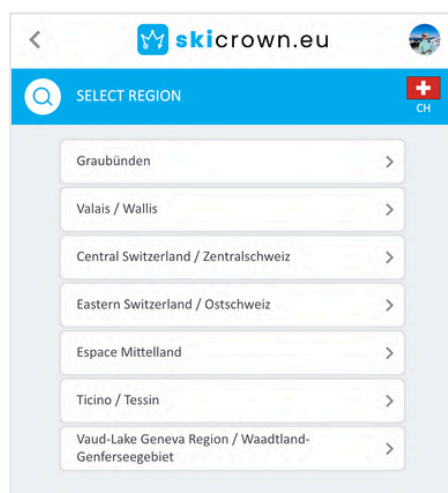 skicrown.eu
SELECT REGION
CH
Graubünden
Valais / Wallis
Central Switzerland / Zentralschweiz
Eastern Switzerland / Ostschweiz
Espace Mittelland
Ticino / Tessin
Vaud-Lake Geneva Region / Waadtland-
Genferseegebiet